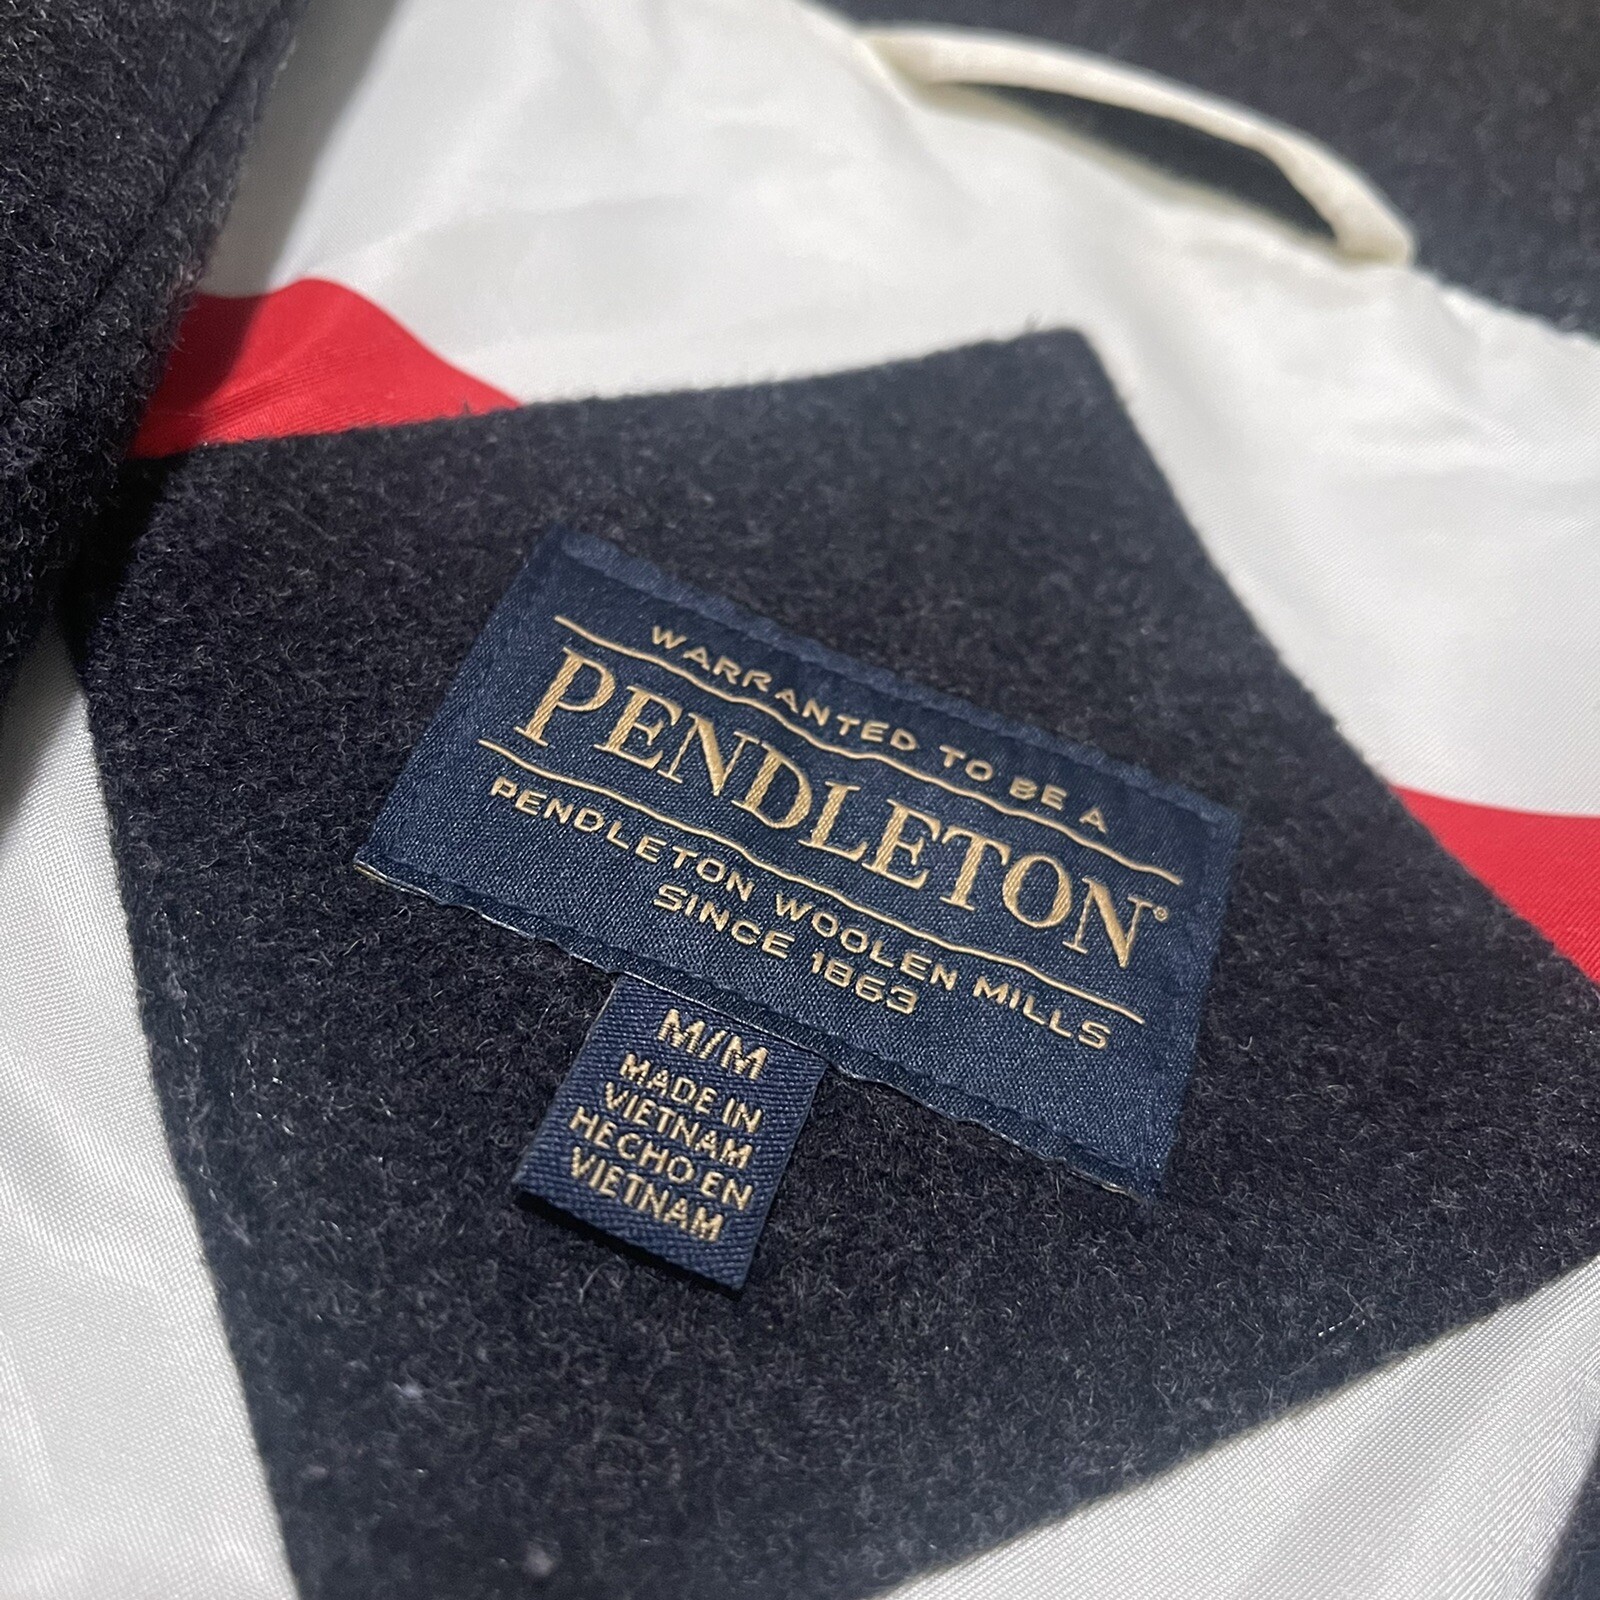 WARRANTED TO BE A
PENDLETON®
PENDLETON WOOLEN MILLS
SINCE 1863
M/M
MADE IN
VIETNAM
HECHO EN
VIETNAM